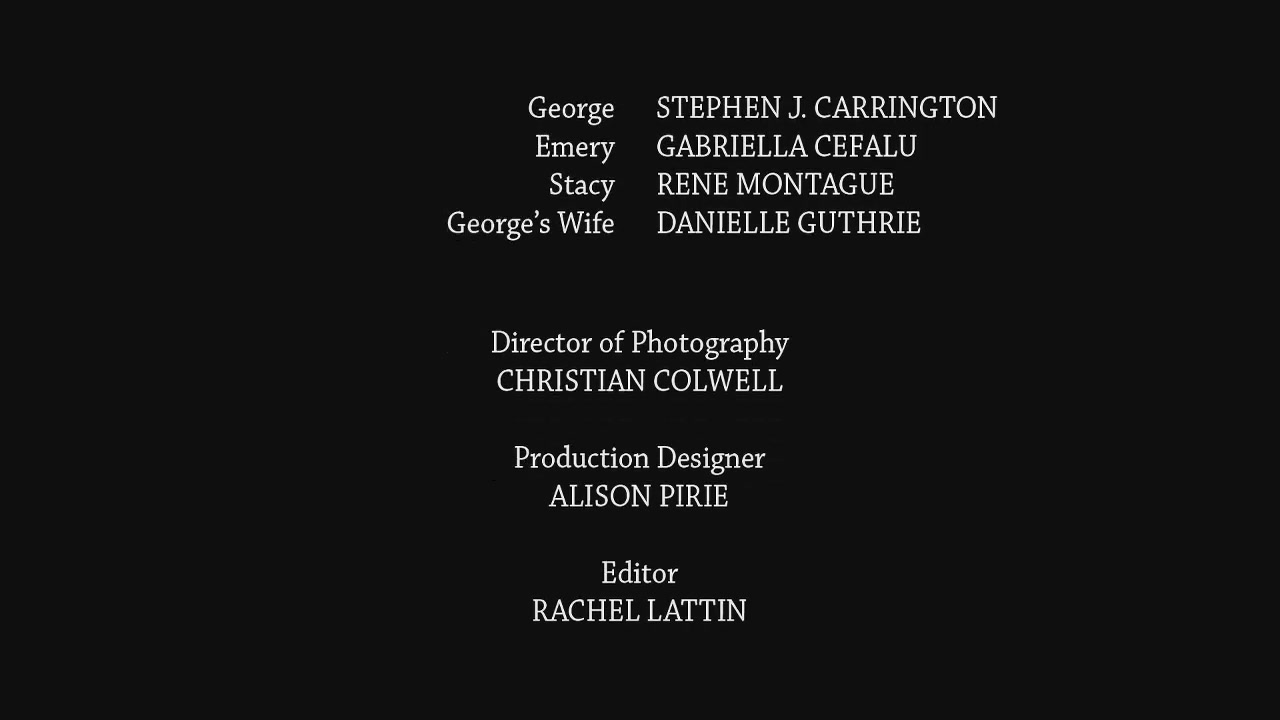 George STEPHEN J. CARRINGTON
Emery GABRIELLA CEFALU
Stacy RENE MONTAGUE
George’s Wife DANIELLE GUTHRIE
Director of Photography
CHRISTIAN COLWELL
Production Designer
ALISON PIRIE
Editor
RACHEL LATTIN